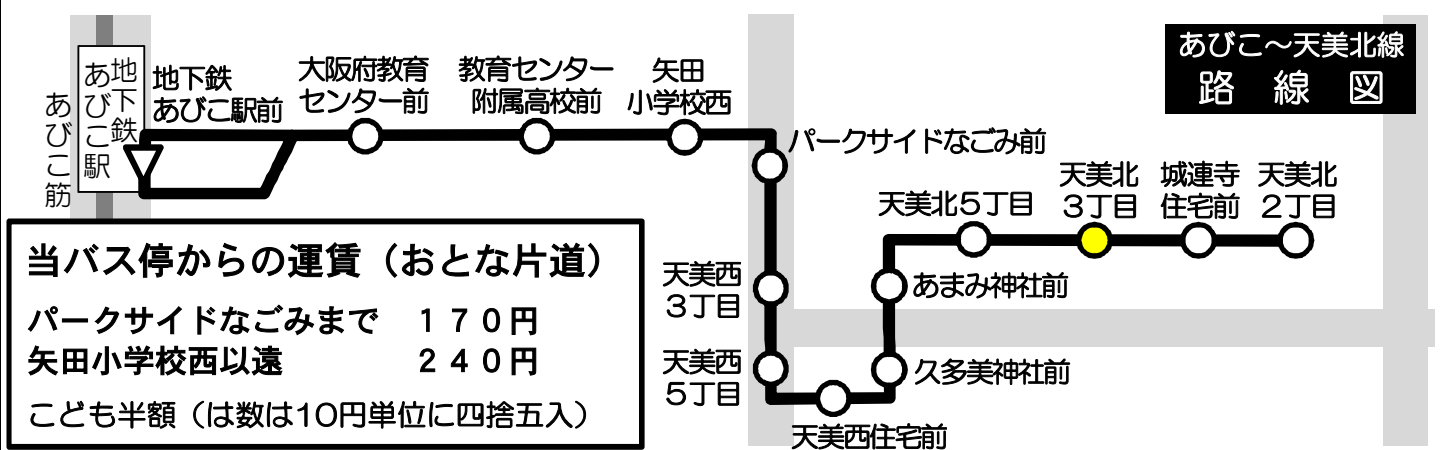 あびこ～天美北線
路線図
あびこ筋
地下鉄
あびこ駅
地下鉄
あびこ駅前
大阪府教育
センター前
教育センター
附属高校前
矢田
小学校西
パークサイドなごみ前
天美西
3丁目
天美西
5丁目
天美西住宅前
久多美神社前
あまみ神社前
天美北5丁目
天美北
3丁目
城連寺
住宅前
天美北
2丁目
当バス停からの運賃（おとな片道）
パークサイドなごみまで　１７０円
矢田小学校西以遠　２４０円
こども半額（は数は10円単位に四捨五入）